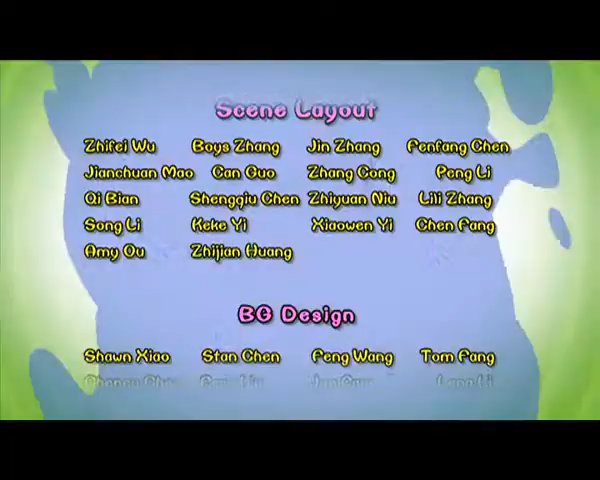 Scene Layout
Zhifei Wu Boys Zhang Jin Zhang Fenfang Chen
Jianchuan Mao Can Guo Zhang Cong Peng Li
Qi Bian Shengqiu Chen Zhiyuan Niu Lili Zhang
Song Li Keke Yi Xiaowen Yi Chen Fang
Amy Ou Zhijian Huang
BG Design
Shawn Xiao Stan Chen Feng Wang Tom Fang